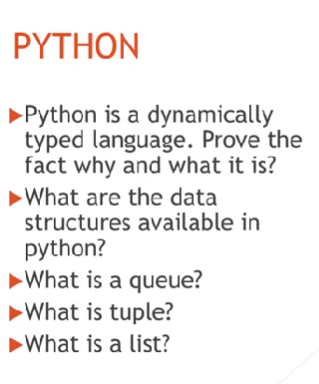 PYTHON
▶Python is a dynamically
typed language. Prove the
fact why and what it is?
▶What are the data
structures available in
python?
▶What is a queue?
▶What is tuple?
▶What is a list?